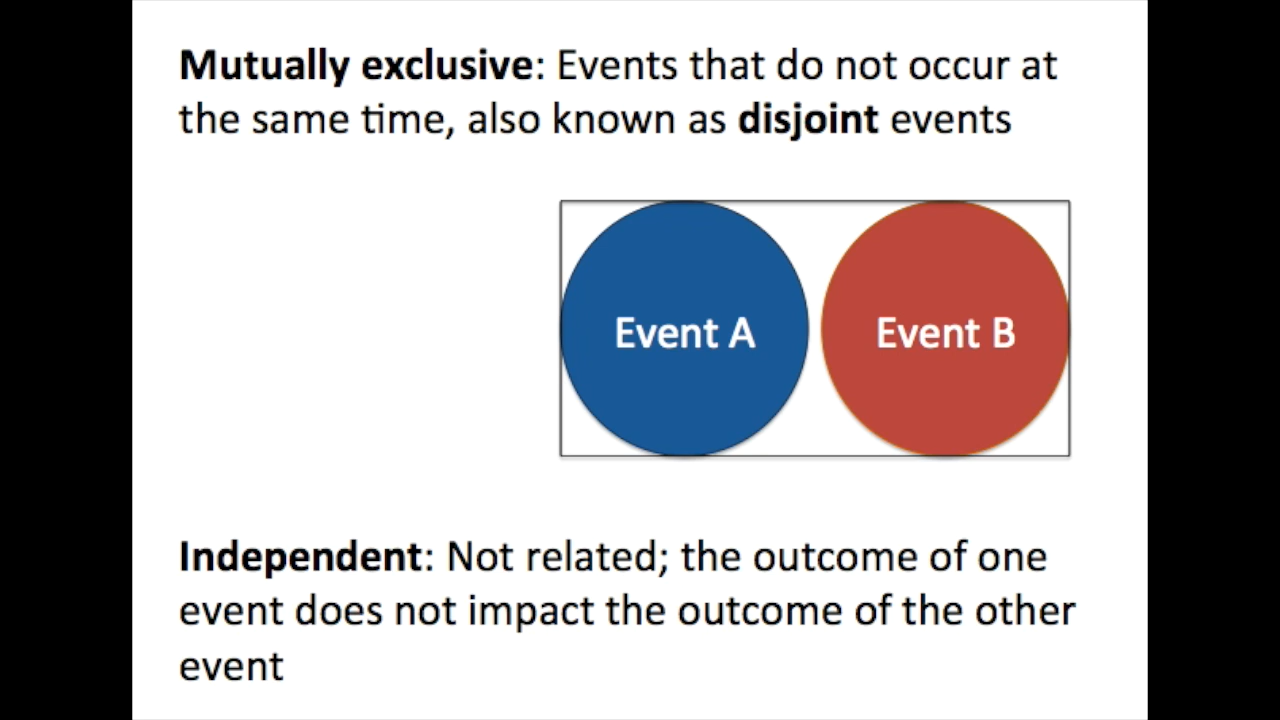 Mutually exclusive: Events that do not occur at
the same time, also known as disjoint events
Event A
Event B
Independent: Not related; the outcome of one
event does not impact the outcome of the other
event